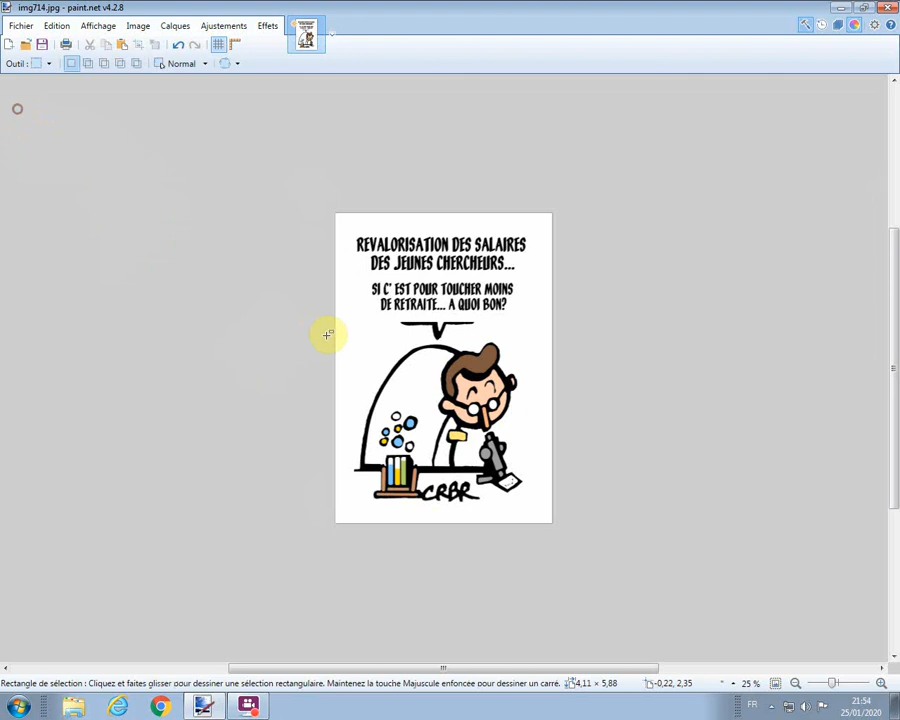 img714.jpg - paint.net v4.2.8
Fichier Edition Affichage Image Calques Ajustements Effets
Outil : Normal
REVALORISATION DES SALAIRES
DES JEUNES CHERCHEURS...
SI C' EST POUR TOUCHER MOINS
DE RETRAITE... A QUOI BON?
CRBR
Rectangle de sélection : Cliquez et faites glisser pour dessiner une sélection rectangulaire. Maintenez la touche Majuscule enfoncée pour dessiner un carré. 4,11 × 5,88 -0,22, 2,35 " 25 %
FR 21:54
25/01/2020